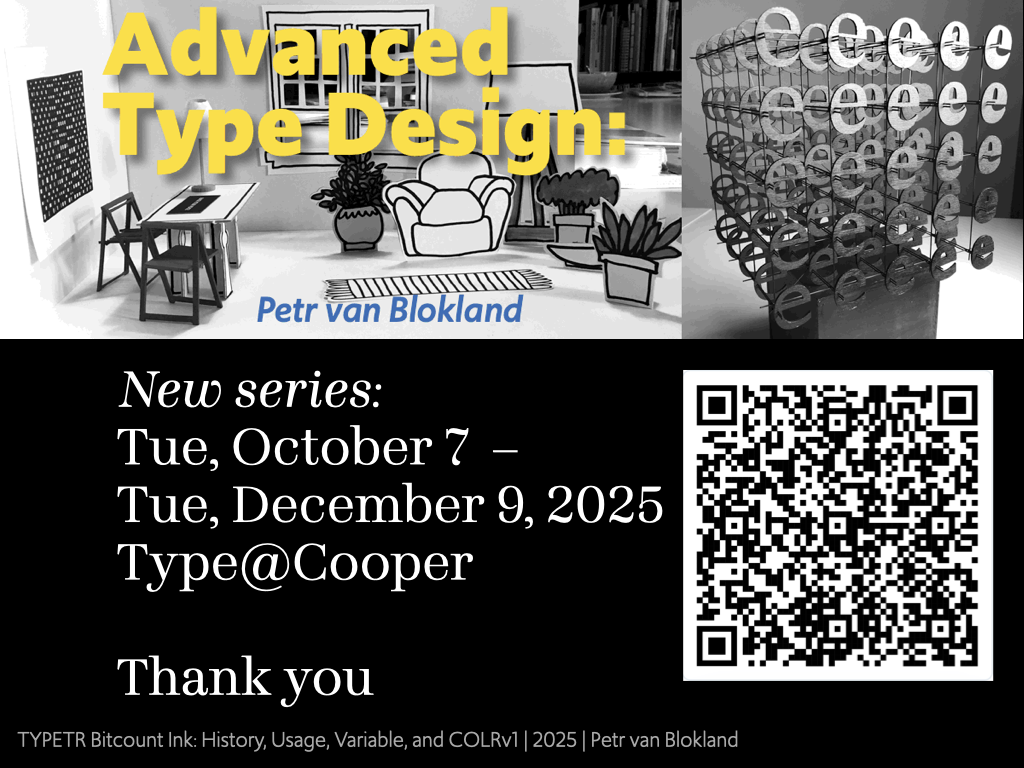 Advanced
Type Design:
Petr van Blokland
e e e e e
e e e e e
e e e e e
e e e e e
e e e e e
New series:
Tue, October 7 –
Tue, December 9, 2025
Type@Cooper
Thank you
TYPETR Bitcount Ink: History, Usage, Variable, and COLRv1 | 2025 | Petr van Blokland